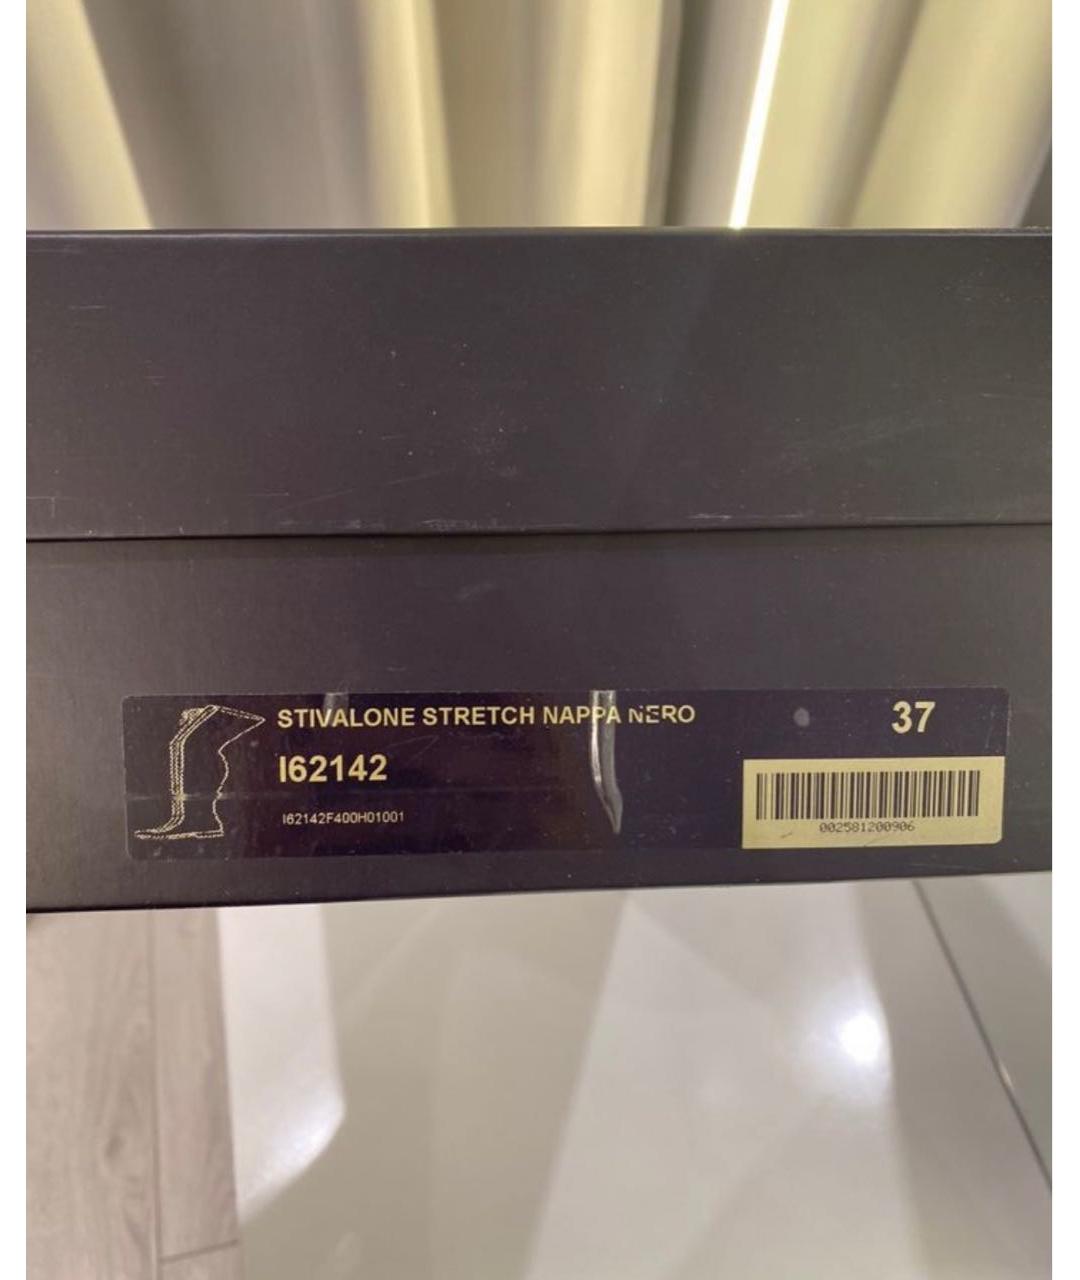 STIVALONE STRETCH NAPPA NERO
37
I62142
I62142F400H01001
002581200906